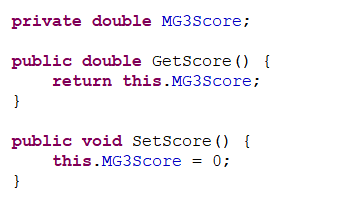 private double MG3Score;
public double GetScore() {
return this.MG3Score;
}
public void SetScore() {
this.MG3Score = 0;
}